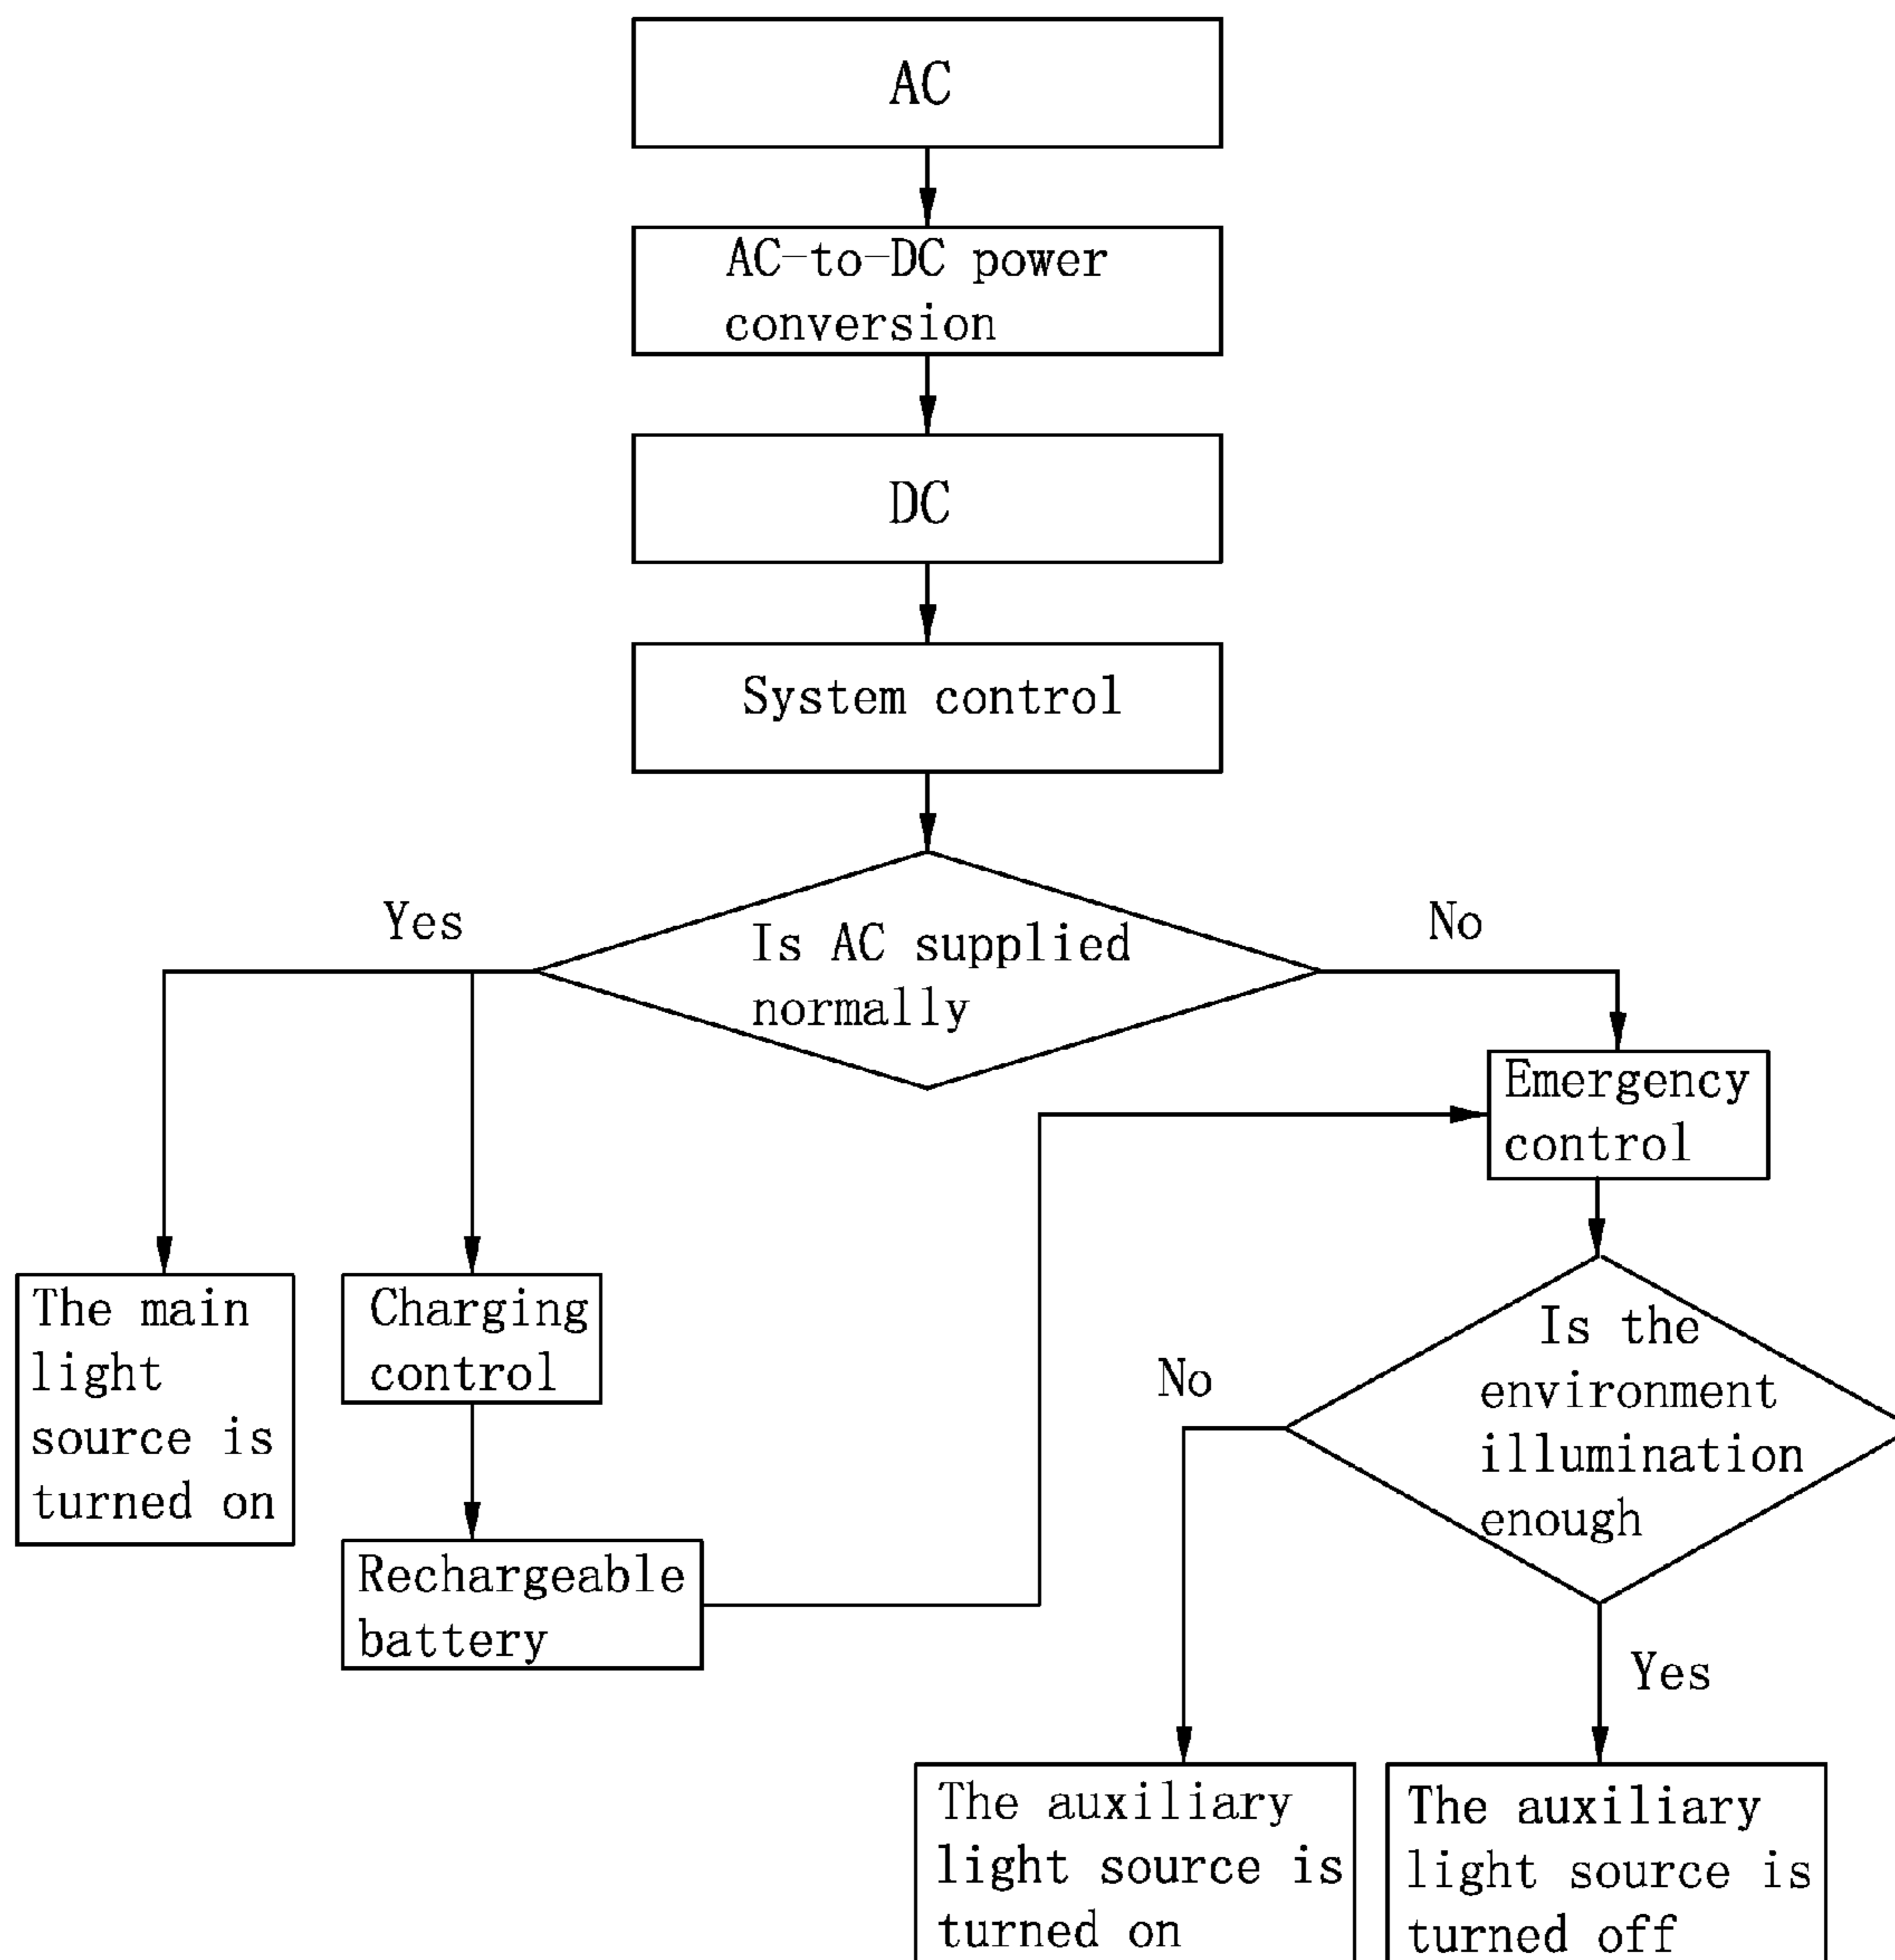 AC
AC-to-DC power
conversion
DC
System control
Yes
Is AC supplied
normally
No
Emergency
control
The main
light
source is
turned on
Charging
control
Rechargeable
battery
No
Is the
environment
illumination
enough
Yes
The auxiliary
light source is
turned on
The auxiliary
light source is
turned off